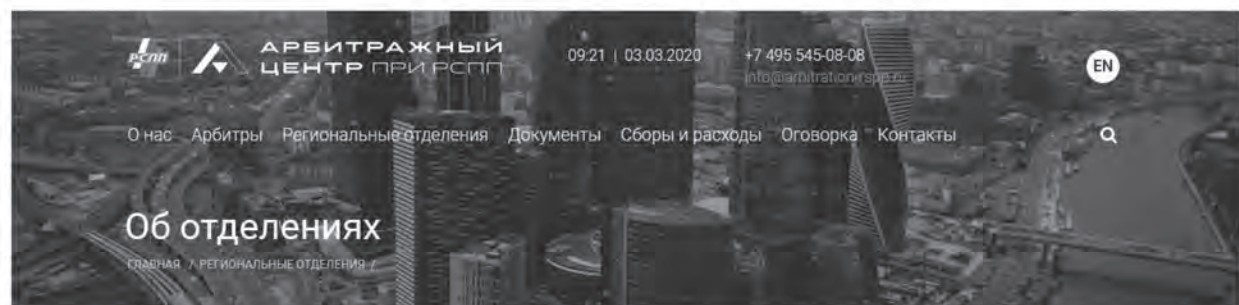 РСПП
АРБИТРАЖНЫЙ
ЦЕНТР ПРИ РСПП
09:21 | 03.03.2020
+7 495 545-08-08
info@arbitration-rspp.ru
EN
О нас Арбитры Региональные отделения Документы Сборы и расходы Оговорка Контакты
Об отделениях
ГЛАВНАЯ / РЕГИОНАЛЬНЫЕ ОТДЕЛЕНИЯ /